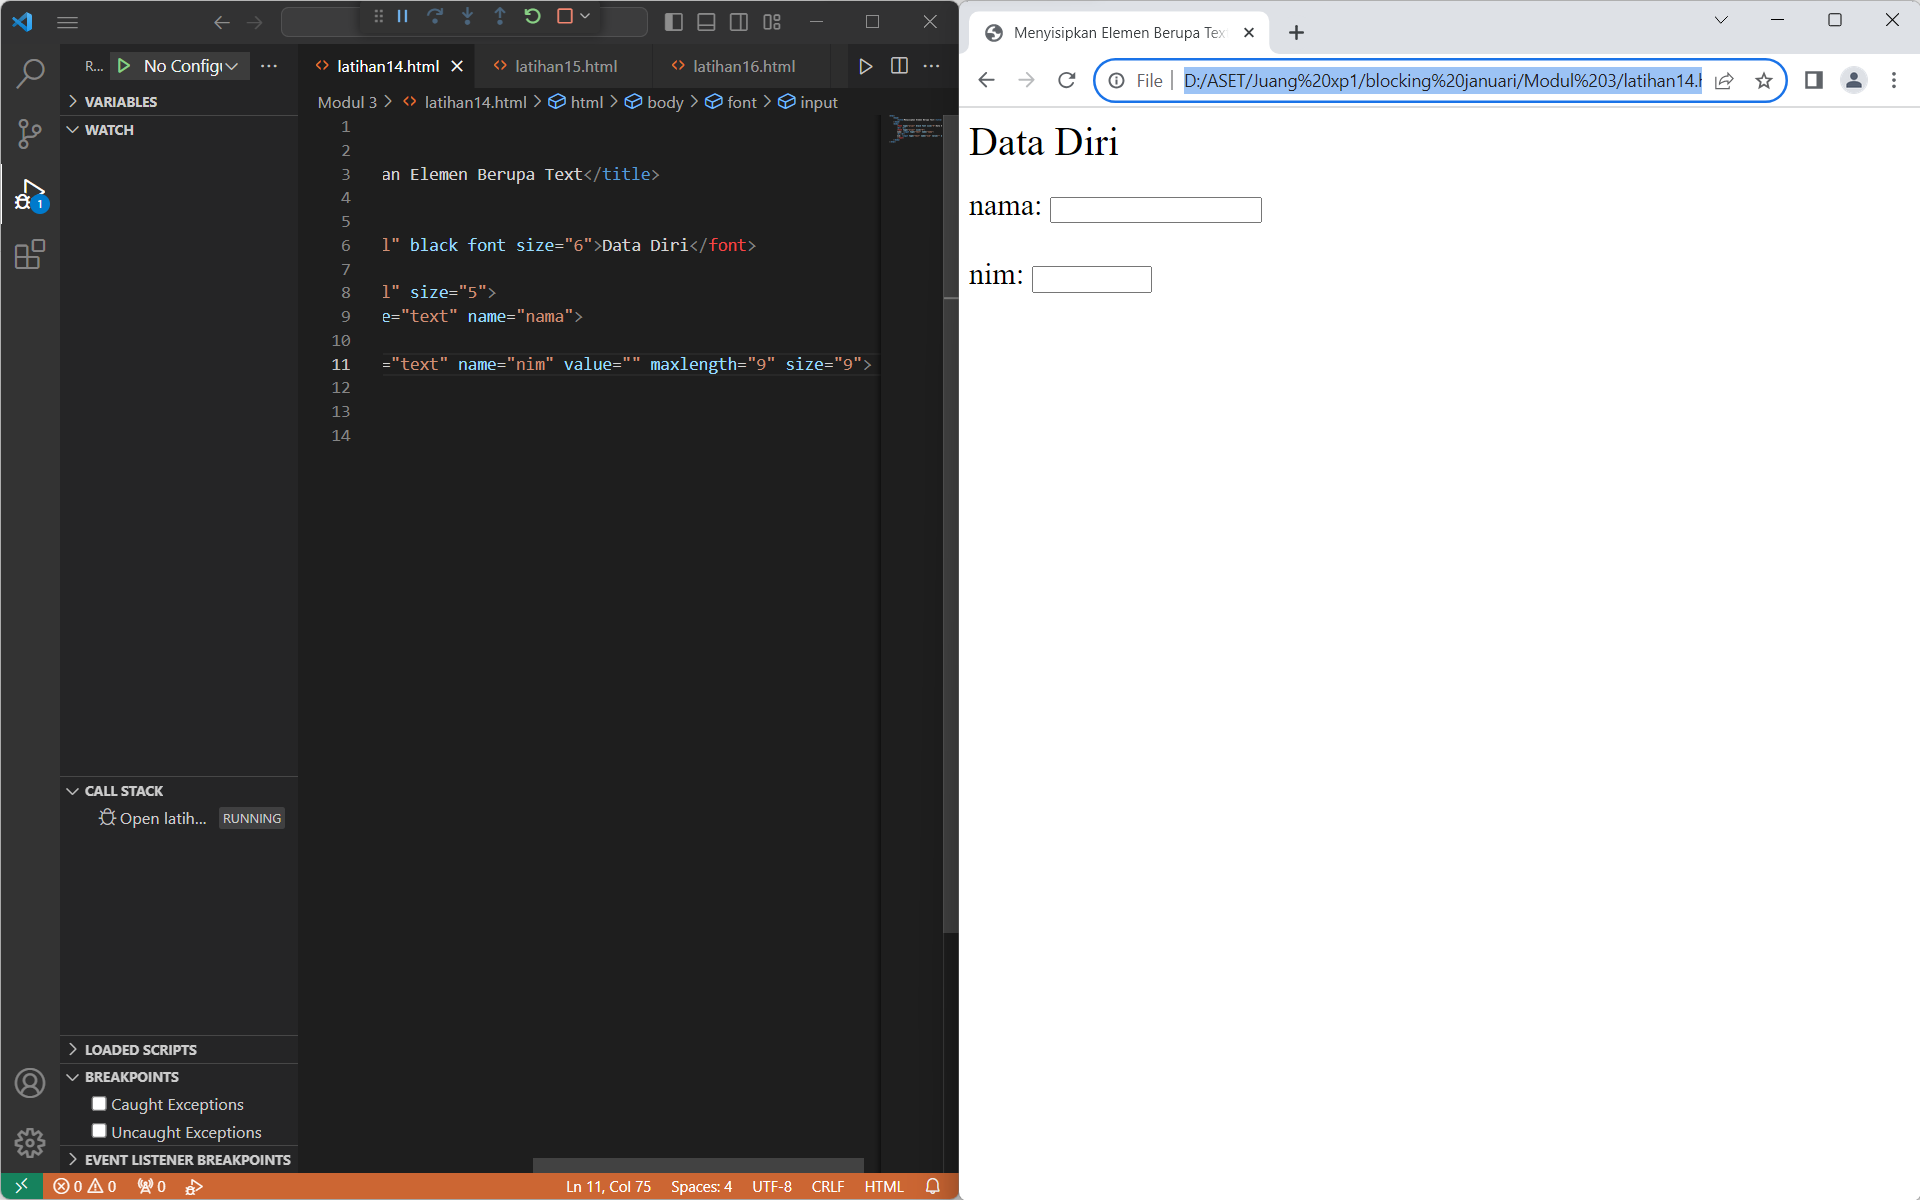 R...
No Config
VARIABLES
WATCH
CALL STACK
Open latih...
RUNNING
LOADED SCRIPTS
BREAKPOINTS
Caught Exceptions
Uncaught Exceptions
EVENT LISTENER BREAKPOINTS
latihan14.html
latihan15.html
latihan16.html
Modul 3 > latihan14.html > html > body > font > input
1
2
3 an Elemen Berupa Text</title>
4
5
6 l" black font size="6">Data Diri</font>
7
8 l" size="5">
9 e="text" name="nama">
10
11 ="text" name="nim" value="" maxlength="9" size="9">
12
13
14
0 0 0
Ln 11, Col 75 Spaces: 4 UTF-8 CRLF HTML
Menyisipkan Elemen Berupa Tex
File | D:/ASET/Juang%20xp1/blocking%20januari/Modul%203/latihan14.h
Data Diri
nama:
nim:
1